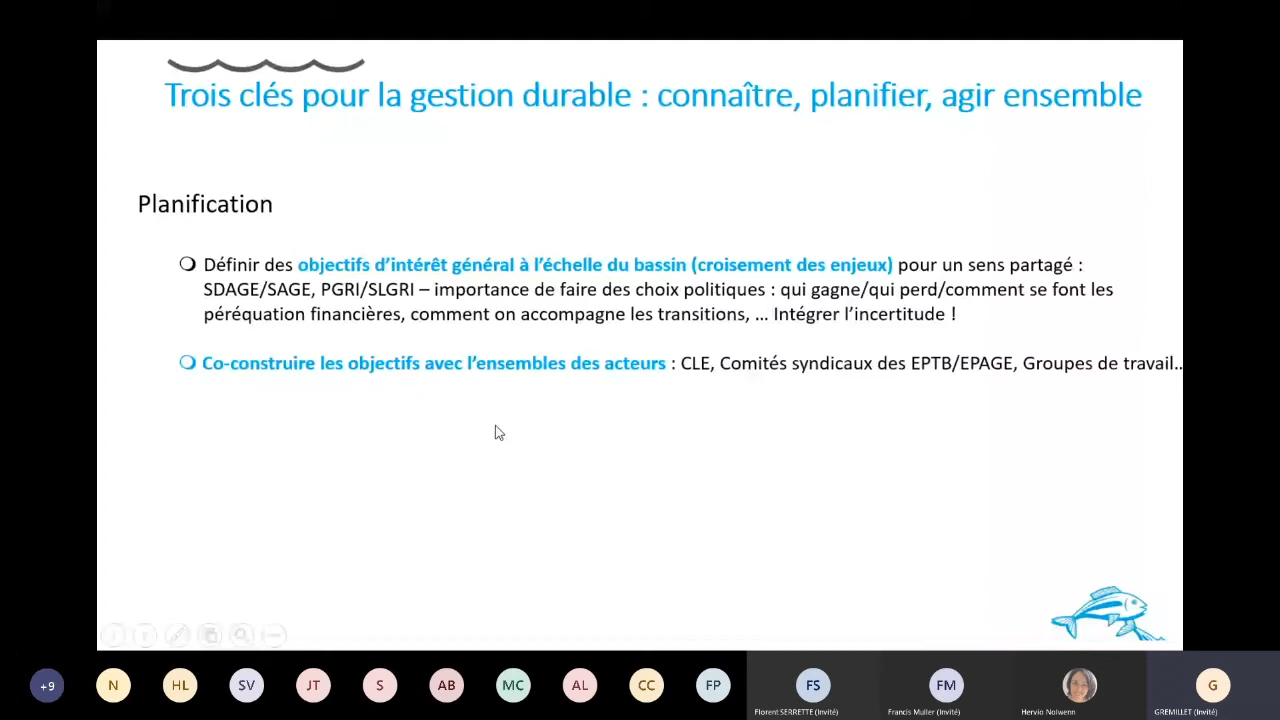 Trois clés pour la gestion durable : connaître, planifier, agir ensemble
Planification
Définir des objectifs d'intérêt général à l'échelle du bassin (croisement des enjeux) pour un sens partagé :
SDAGE/SAGE, PGRI/SLGRI – importance de faire des choix politiques : qui gagne/qui perd/comment se font les
péréquation financières, comment on accompagne les transitions, ... Intégrer l'incertitude !
Co-construire les objectifs avec l'ensembles des acteurs : CLE, Comités syndicaux des EPTB/EPAGE, Groupes de travail..
+9
N
HL
SV
JT
S
AB
MC
AL
CC
FP
FS
FM
G
Florent SERRETTE (Invité)
Francis Muller (Invité)
Hervio Nolwenn
GREMILLET (Invité)